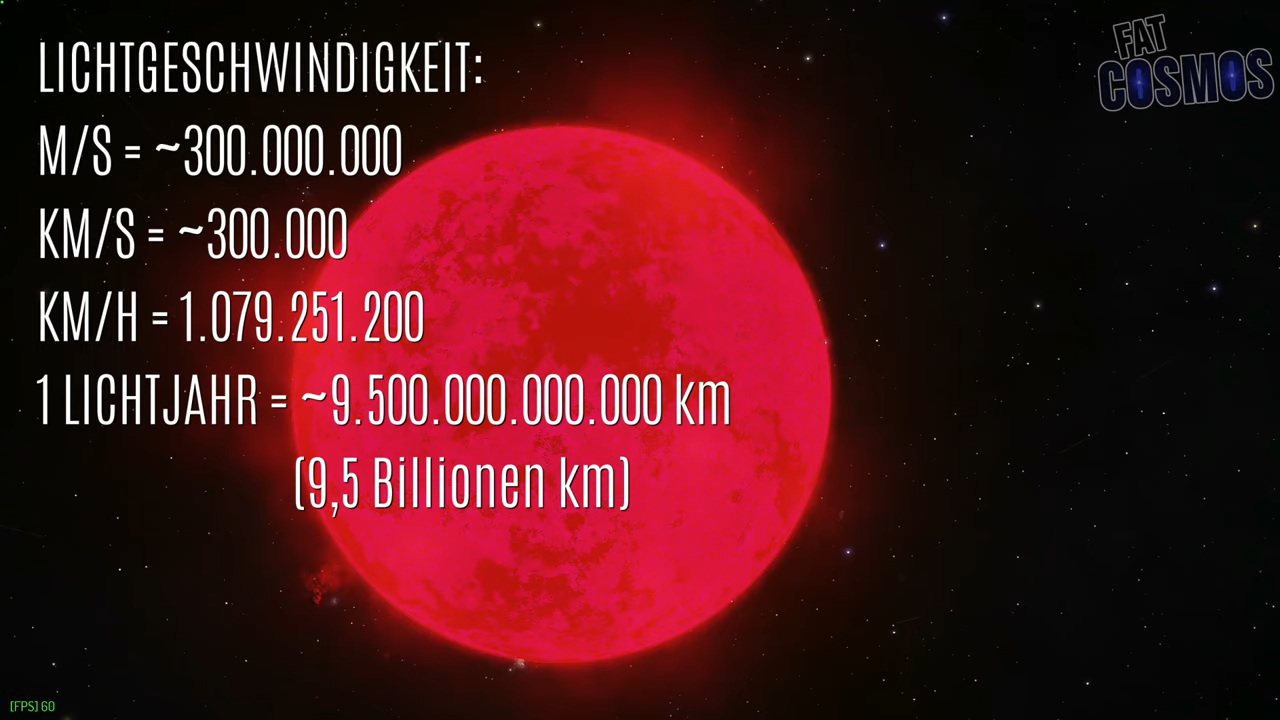 LICHTGESCHWINDIGKEIT:
M/S = ~300.000.000
KM/S = ~300.000
KM/H = 1.079.251.200
1 LICHTJAHR = ~9.500.000.000.000 km
(9,5 Billionen km)
FAT
COSMOS
[FPS] 60